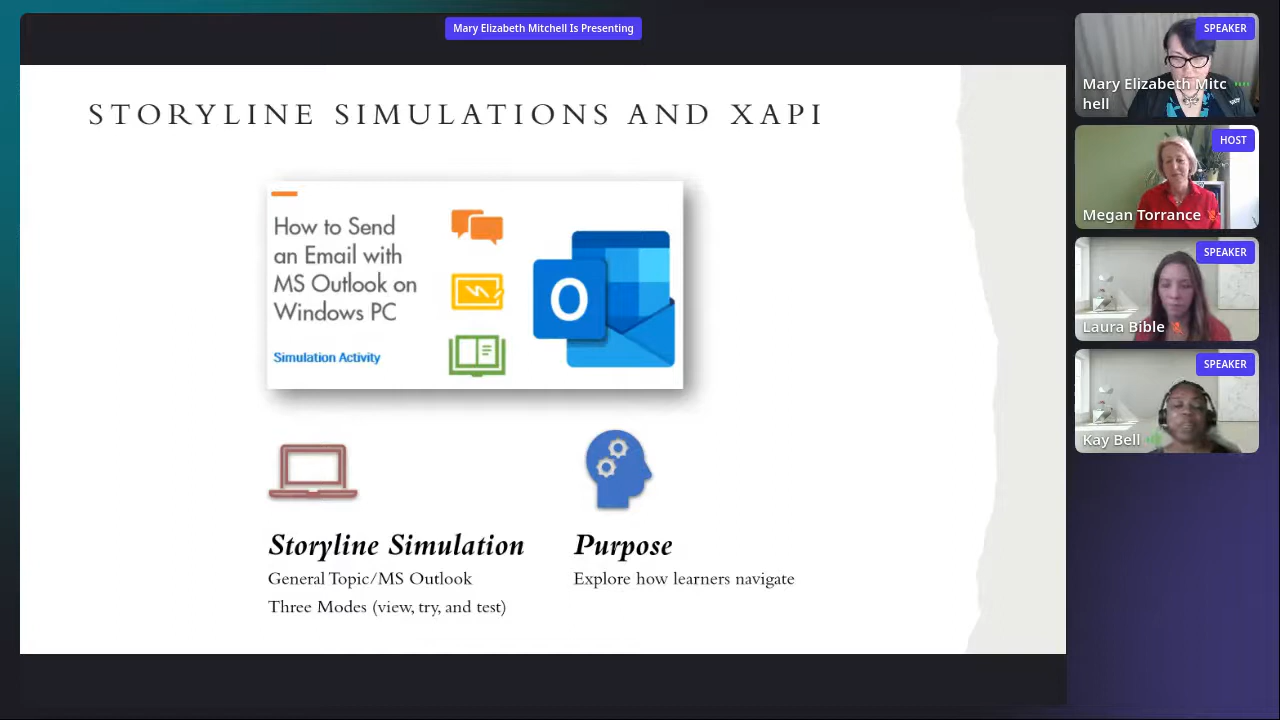 Mary Elizabeth Mitchell Is Presenting
STORYLINE SIMULATIONS AND XAPI
How to Send
an Email with
MS Outlook on
Windows PC
Simulation Activity
O
Storyline Simulation
General Topic/MS Outlook
Three Modes (view, try, and test)
Purpose
Explore how learners navigate
SPEAKER
Mary Elizabeth Mitc
hell
HOST
Megan Torrance
SPEAKER
Laura Bible
SPEAKER
Kay Bell